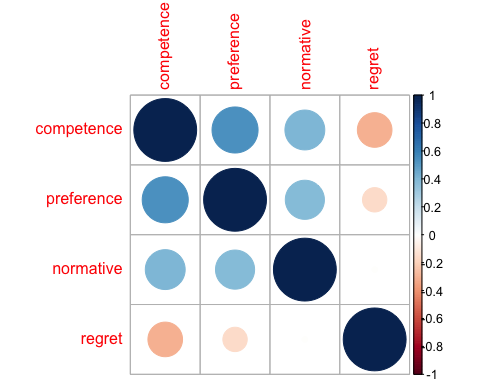 competence
preference
normative
regret
competence
preference
normative
regret
1
0.8
0.6
0.4
0.2
0
-0.2
-0.4
-0.6
-0.8
-1